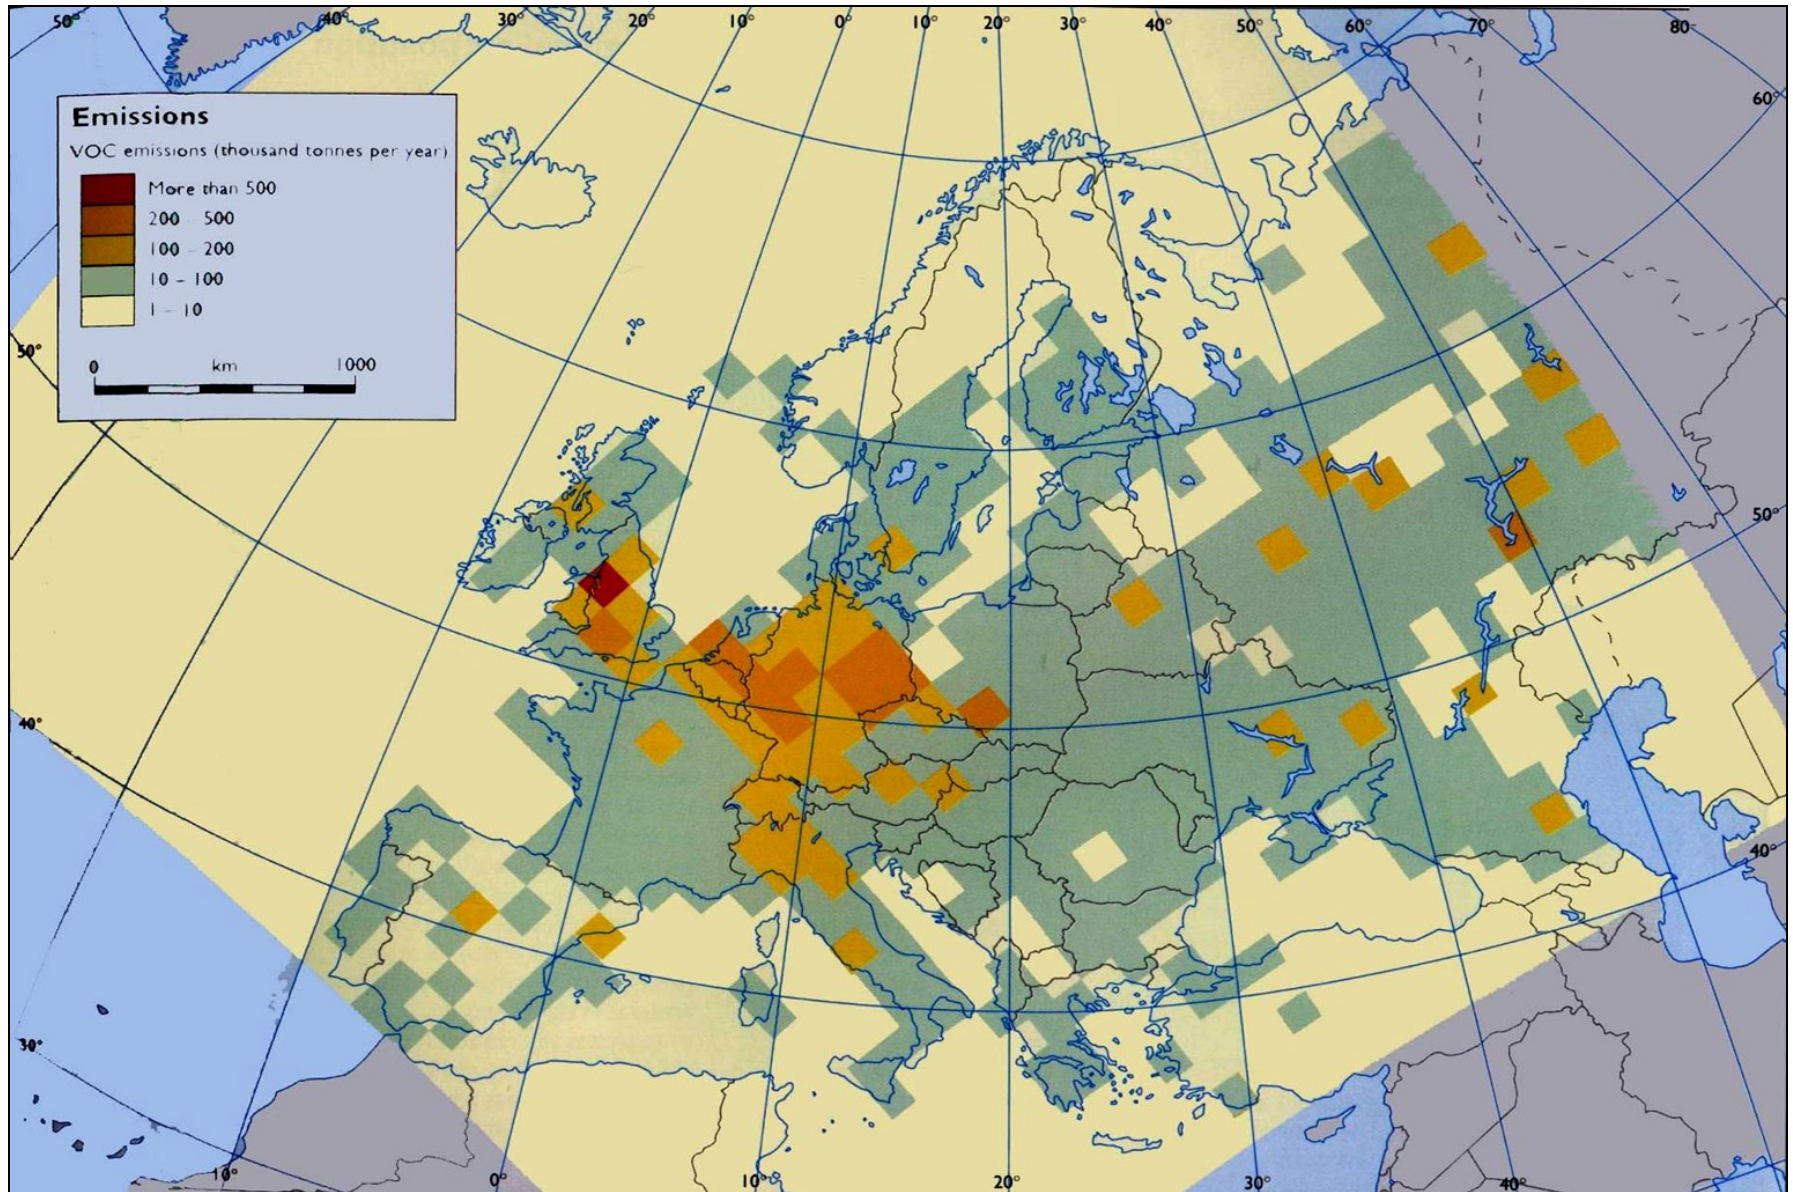 50° 40° 30° 20° 10° 0° 10° 20° 30° 40° 50° 60° 70° 80°
60°
Emissions
VOC emissions (thousand tonnes per year)
More than 500
200 500
100 - 200
10 - 100
1 - 10
0 km 1000
50°
50°
40°
40°
30°
10° 0° 10° 20° 30° 40°